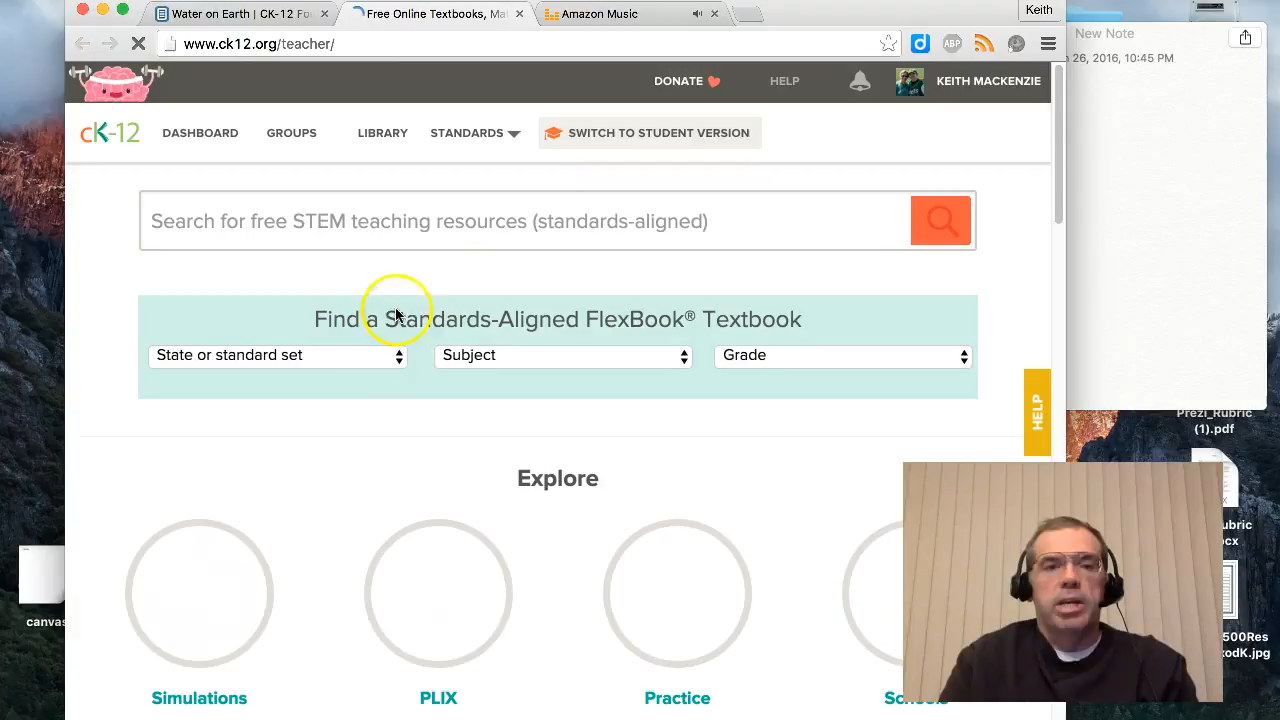 Water on Earth | CK-12 Fou
Free Online Textbooks, Me
Amazon Music
Keith
www.ck12.org/teacher/
ABP
New Note
26, 2016, 10:45 PM
DONATE
HELP
KEITH MACKENZIE
cK-12
DASHBOARD
GROUPS
LIBRARY
STANDARDS
SWITCH TO STUDENT VERSION
Search for free STEM teaching resources (standards-aligned)
Find a Standards-Aligned FlexBook® Textbook
State or standard set
Subject
Grade
HELP
Prezi_Rubric
(1).pdf
Explore
canvas
Simulations
PLIX
Practice